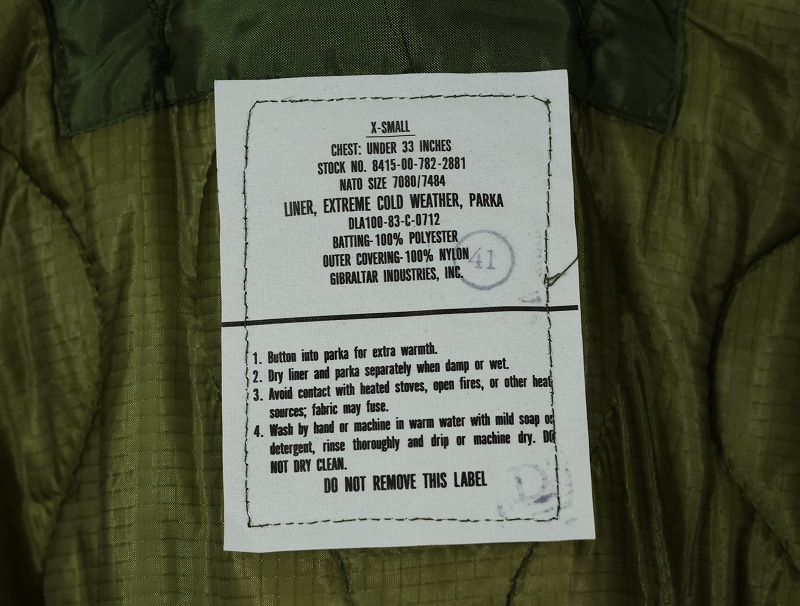 X-SMALL
CHEST: UNDER 33 INCHES
STOCK NO. 8415-00-782-2881
NATO SIZE 7080/7484
LINER, EXTREME COLD WEATHER, PARKA
DLA100-83-C-0712
BATTING-100% POLYESTER
OUTER COVERING-100% NYLON
41
GIBRALTAR INDUSTRIES, INC.
1. Button into parka for extra warmth.
2. Dry liner and parka separately when damp or wet.
3. Avoid contact with heated stoves, open fires, or other heat
sources; fabric may fuse.
4. Wash by hand or machine in warm water with mild soap or
detergent, rinse thoroughly and drip or machine dry. DO
NOT DRY CLEAN.
DO NOT REMOVE THIS LABEL